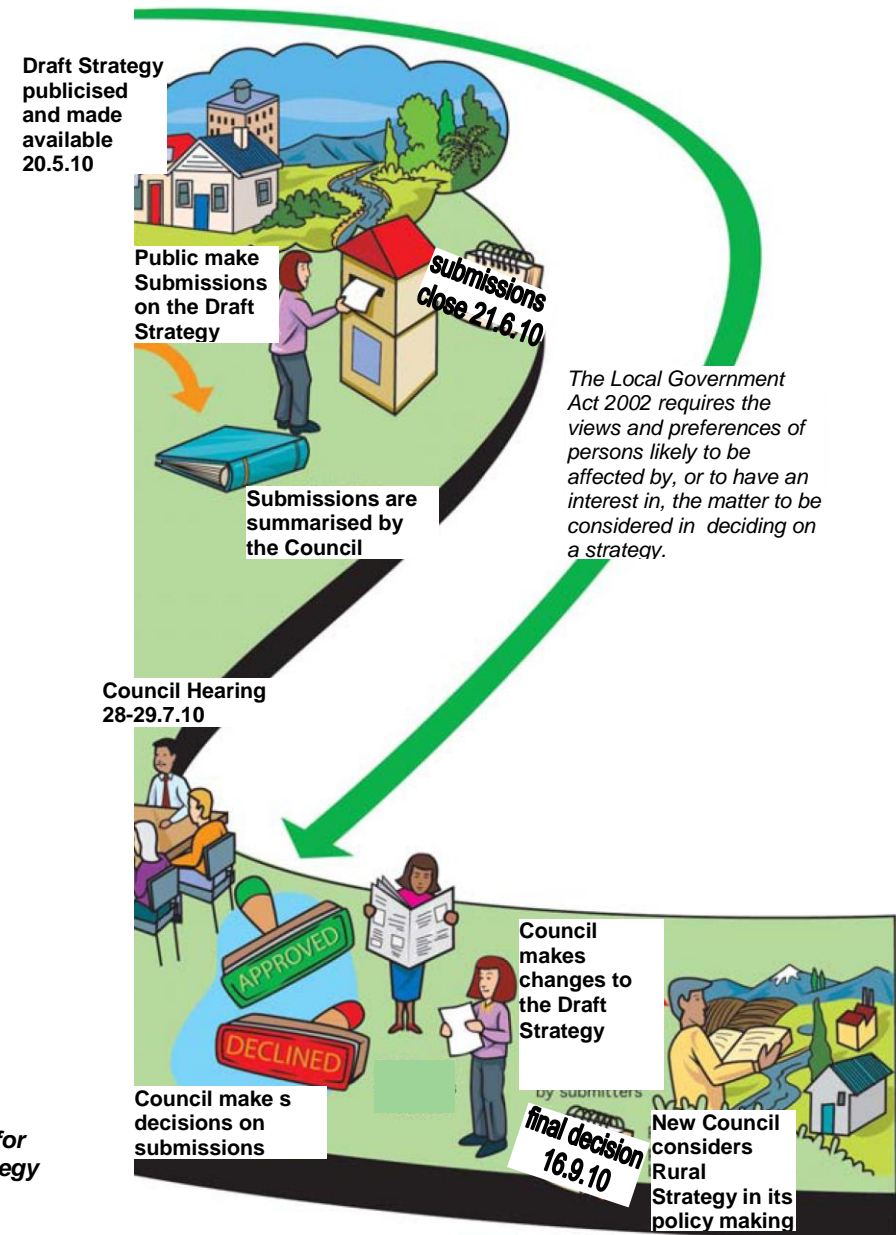 Draft Strategy
publicised
and made
available
20.5.10
Public make
Submissions
on the Draft
Strategy
submissions
close 21.6.10
The Local Government
Act 2002 requires the
views and preferences of
persons likely to be
affected by, or to have an
interest in, the matter to be
considered in  deciding on
a strategy.
Submissions are
summarised by
the Council
Council Hearing
28-29.7.10
APPROVED
DECLINED
Council make s
decisions on
submissions
Council
makes
changes to
the Draft
Strategy
by submitters
final decision
16.9.10
New Council
considers
Rural
Strategy in its
policy making
for